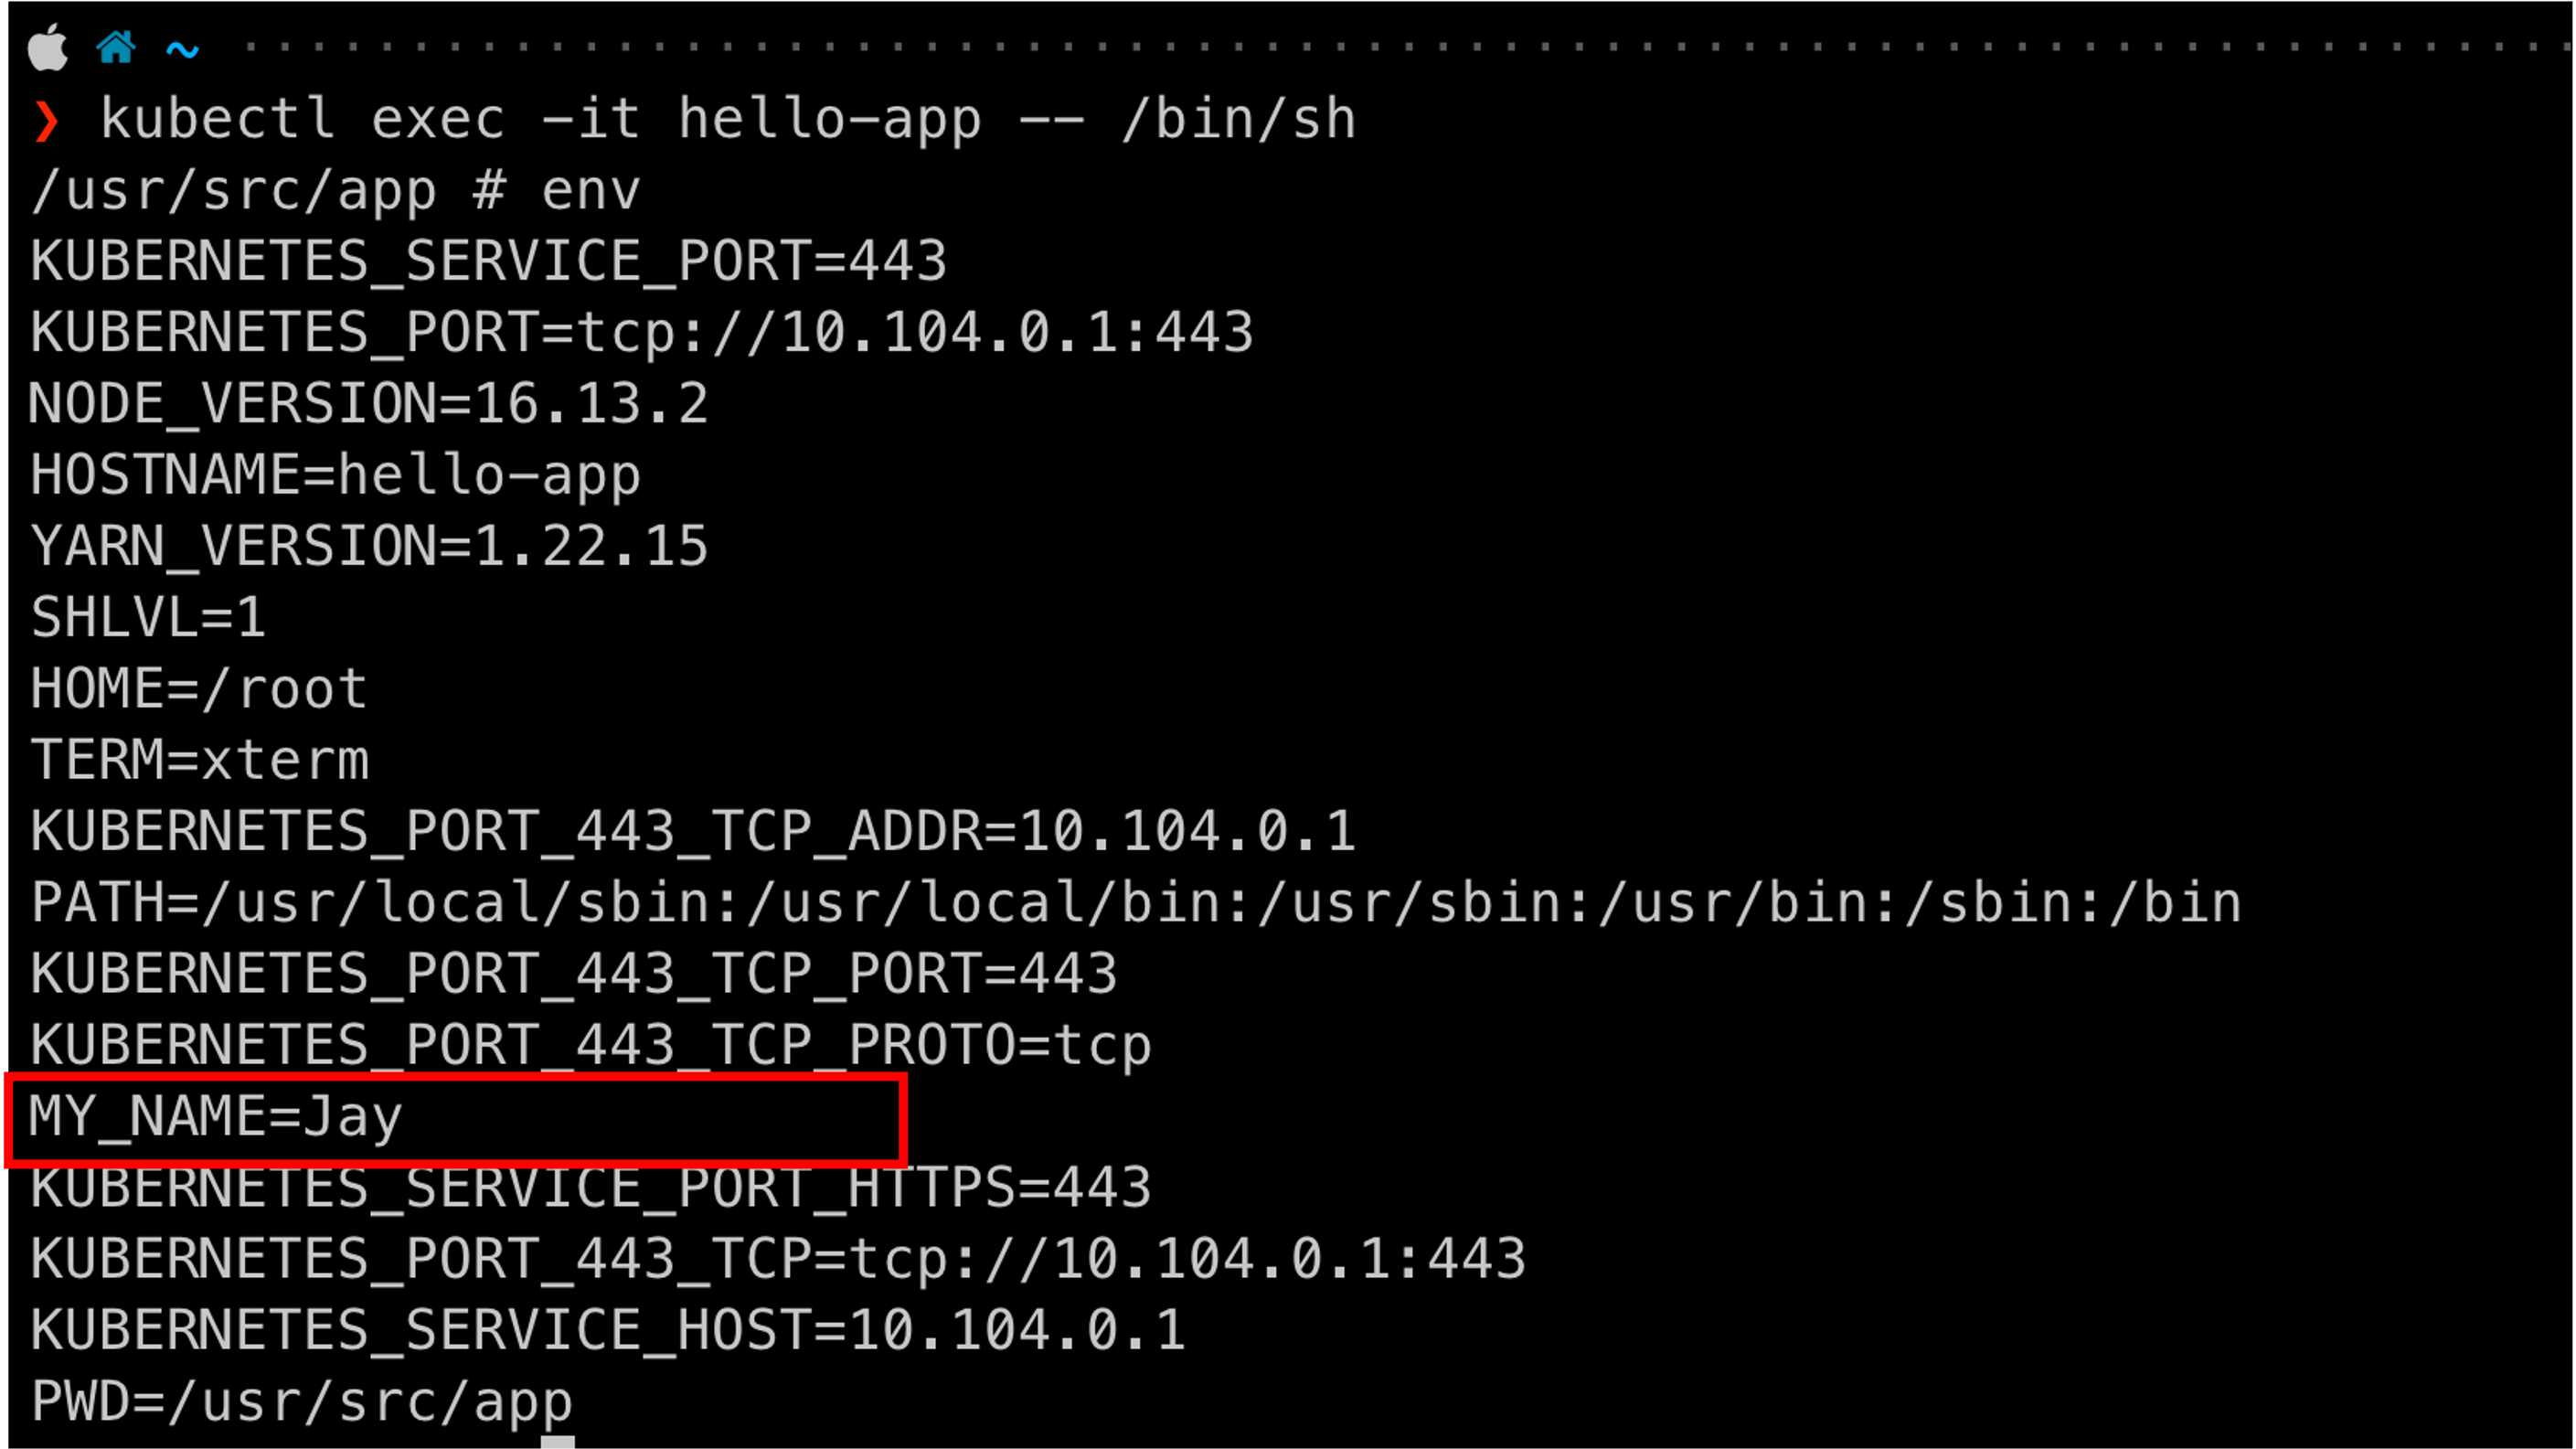 ~
❯ kubectl exec -it hello-app -- /bin/sh
/usr/src/app # env
KUBERNETES_SERVICE_PORT=443
KUBERNETES_PORT=tcp://10.104.0.1:443
NODE_VERSION=16.13.2
HOSTNAME=hello-app
YARN_VERSION=1.22.15
SHLVL=1
HOME=/root
TERM=xterm
KUBERNETES_PORT_443_TCP_ADDR=10.104.0.1
PATH=/usr/local/sbin:/usr/local/bin:/usr/sbin:/usr/bin:/sbin:/bin
KUBERNETES_PORT_443_TCP_PORT=443
KUBERNETES_PORT_443_TCP_PROTO=tcp
MY_NAME=Jay
KUBERNETES_SERVICE_PORT_HTTPS=443
KUBERNETES_PORT_443_TCP=tcp://10.104.0.1:443
KUBERNETES_SERVICE_HOST=10.104.0.1
PWD=/usr/src/app